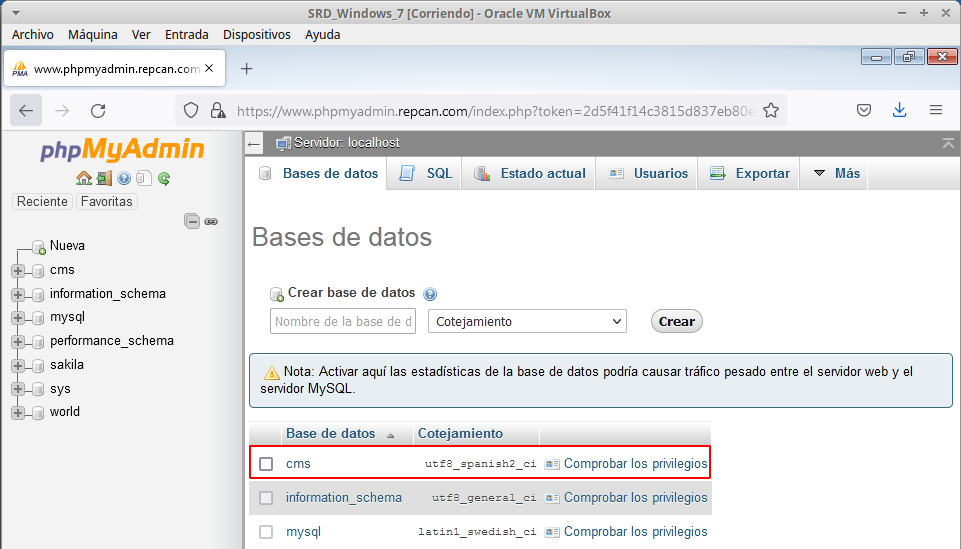 SRD_Windows_7 [Corriendo] - Oracle VM VirtualBox
Archivo Máquina Ver Entrada Dispositivos Ayuda
PMA www.phpmyadmin.repcan.com
https://www.phpmyadmin.repcan.com/index.php?token=2d5f41f14c3815d837eb80e
phpMyAdmin
Reciente Favoritas
Nueva
cms
information_schema
mysql
performance_schema
sakila
sys
world
Servidor: localhost
Bases de datos SQL Estado actual Usuarios Exportar Más
Bases de datos
Crear base de datos
Nombre de la base de d Cotejamiento Crear
Nota: Activar aquí las estadísticas de la base de datos podría causar tráfico pesado entre el servidor web y el
servidor MySQL.
Base de datos Cotejamiento
cms utf8_spanish2_ci Comprobar los privilegios
information_schema utf8_general_ci Comprobar los privilegios
mysql latin1_swedish_ci Comprobar los privilegios